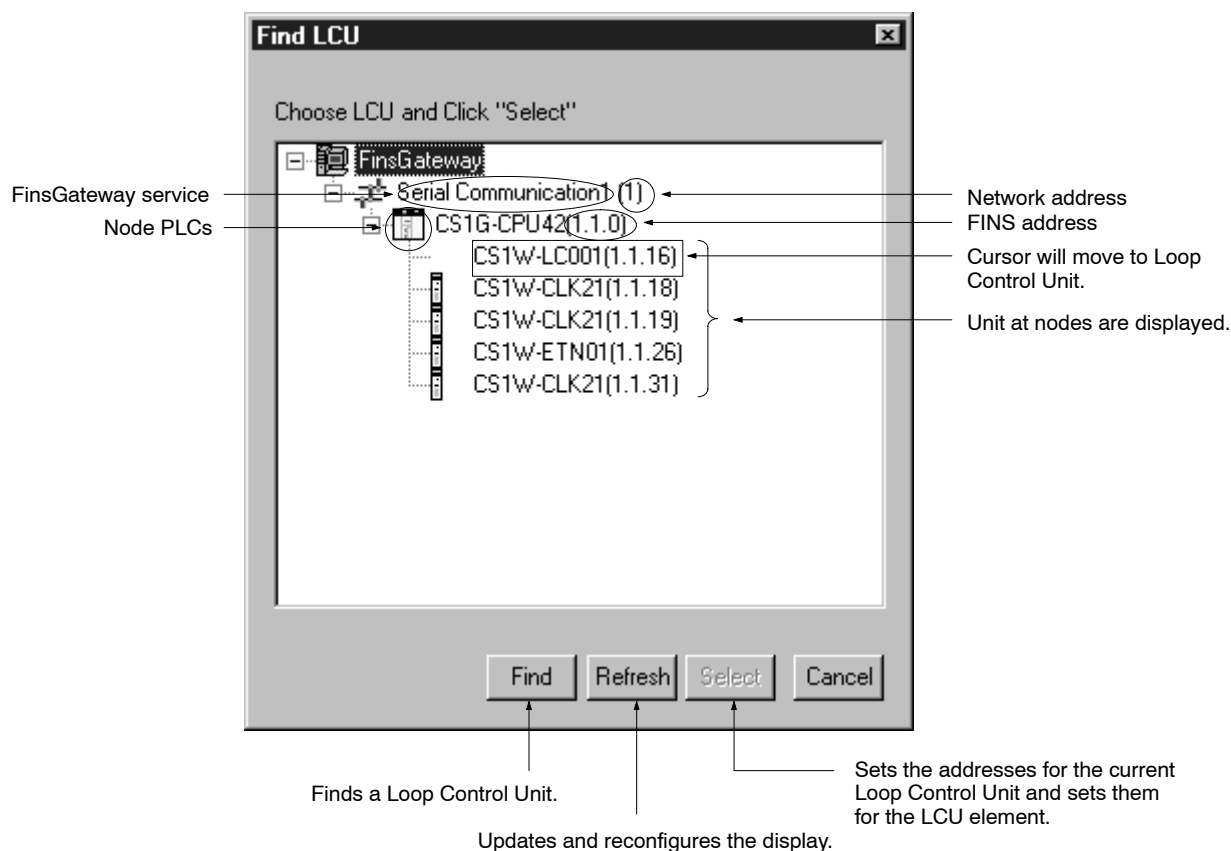 Find LCU
Choose LCU and Click "Select"
FinsGateway
FinsGateway service
Serial Communication1 (1)
Network address
Node PLCs
CS1G-CPU42(1.1.0)
FINS address
CS1W-LC001(1.1.16)
Cursor will move to Loop
Control Unit.
CS1W-CLK21(1.1.18)
CS1W-CLK21(1.1.19)
Unit at nodes are displayed.
CS1W-ETN01(1.1.26)
CS1W-CLK21(1.1.31)
Find
Refresh
Select
Cancel
Finds a Loop Control Unit.
Sets the addresses for the current
Loop Control Unit and sets them
for the LCU element.
Updates and reconfigures the display.